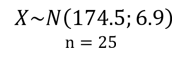 X~N(174.5; 6.9)
n = 25